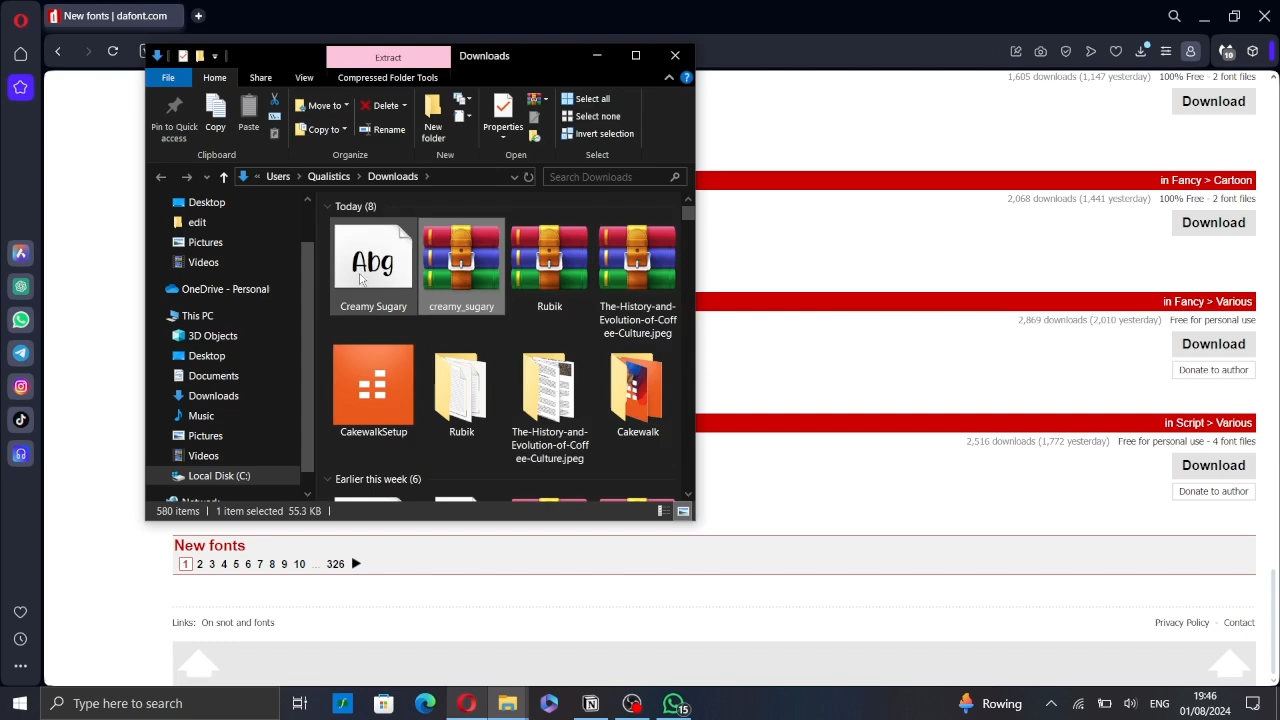 New fonts | dafont.com
Extract
Downloads
File
Home
Share
View
Compressed Folder Tools
Pin to Quick access
Copy
Paste
Move to
Copy to
Delete
Rename
New folder
Properties
Select all
Select none
Invert selection
Clipboard
Organize
New
Open
Select
« Users > Qualistics > Downloads >
Search Downloads
Desktop
edit
Pictures
Videos
OneDrive - Personal
This PC
3D Objects
Desktop
Documents
Downloads
Music
Pictures
Videos
Local Disk (C:)
Network
Today (8)
Abg
Creamy Sugary
creamy_sugary
Rubik
The-History-and-
Evolution-of-Coff
ee-Culture.jpeg
CakewalkSetup
Rubik
The-History-and-
Evolution-of-Coff
ee-Culture.jpeg
Cakewalk
Earlier this week (6)
580 items
1 item selected 55.3 KB
1,605 downloads (1,147 yesterday) 100% Free - 2 font files
Download
in Fancy > Cartoon
2,068 downloads (1,441 yesterday) 100% Free - 2 font files
Download
in Fancy > Various
2,869 downloads (2,010 yesterday) Free for personal use
Download
Donate to author
in Script > Various
2,516 downloads (1,772 yesterday) Free for personal use - 4 font files
Download
Donate to author
New fonts
1 2 3 4 5 6 7 8 9 10 ... 326
Links: On snot and fonts
Privacy Policy - Contact
Type here to search
15
Rowing
ENG
19:46
01/08/2024
10